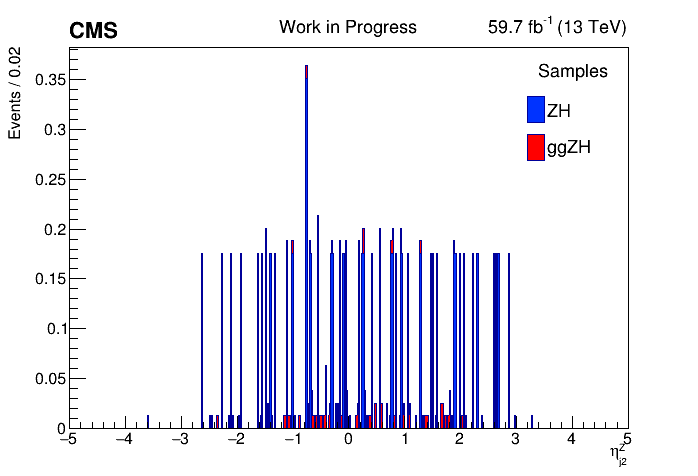 CMS Work in Progress 59.7 fb⁻¹ (13 TeV)
Events / 0.02
Samples
ZH
ggZH
0.35
0.3
0.25
0.2
0.15
0.1
0.05
0
−5 −4 −3 −2 −1 0 1 2 3 4 5
η^Z_j2